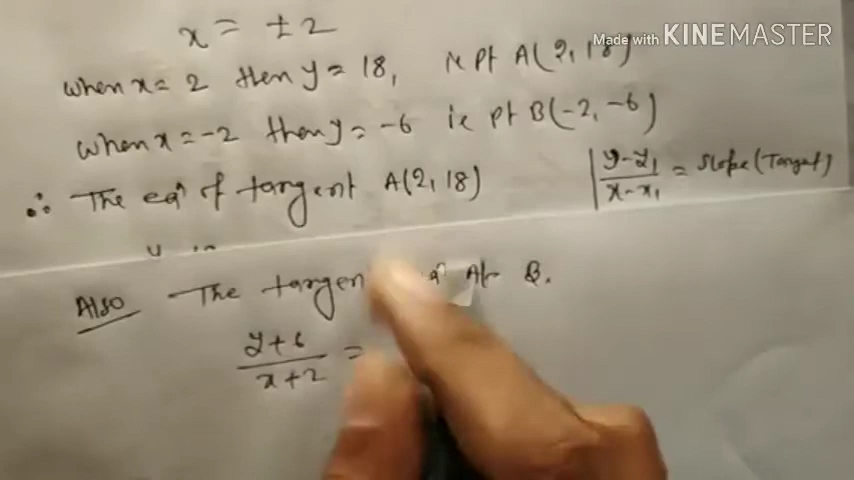 Made with KINEMASTER
x = ±2
when x = 2 then y = 18, ie pt A(2, 18)
when x = -2 then y = -6 ie pt B(-2, -6)
∴ The eqn of tangent A(2, 18)
y-y1/x-x1 = slope (Tangent)
Also The tangent At B.
y+6/x+2 =